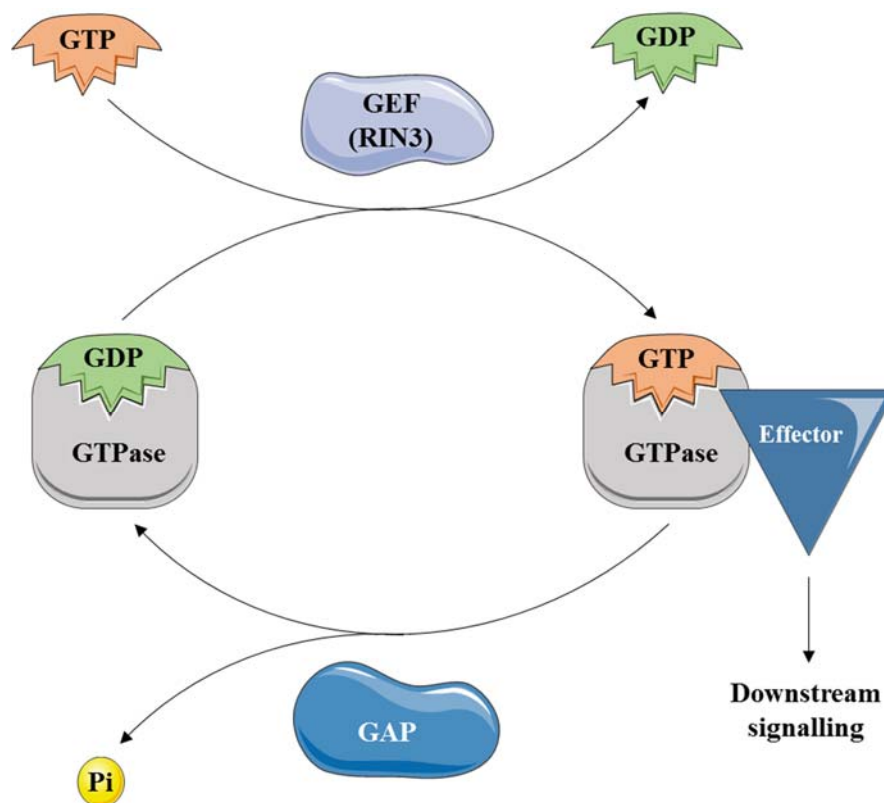 GTP
GDP
GEF
(RIN3)
GDP
GTPase
GTP
GTPase
Effector
Downstream
signalling
GAP
Pi